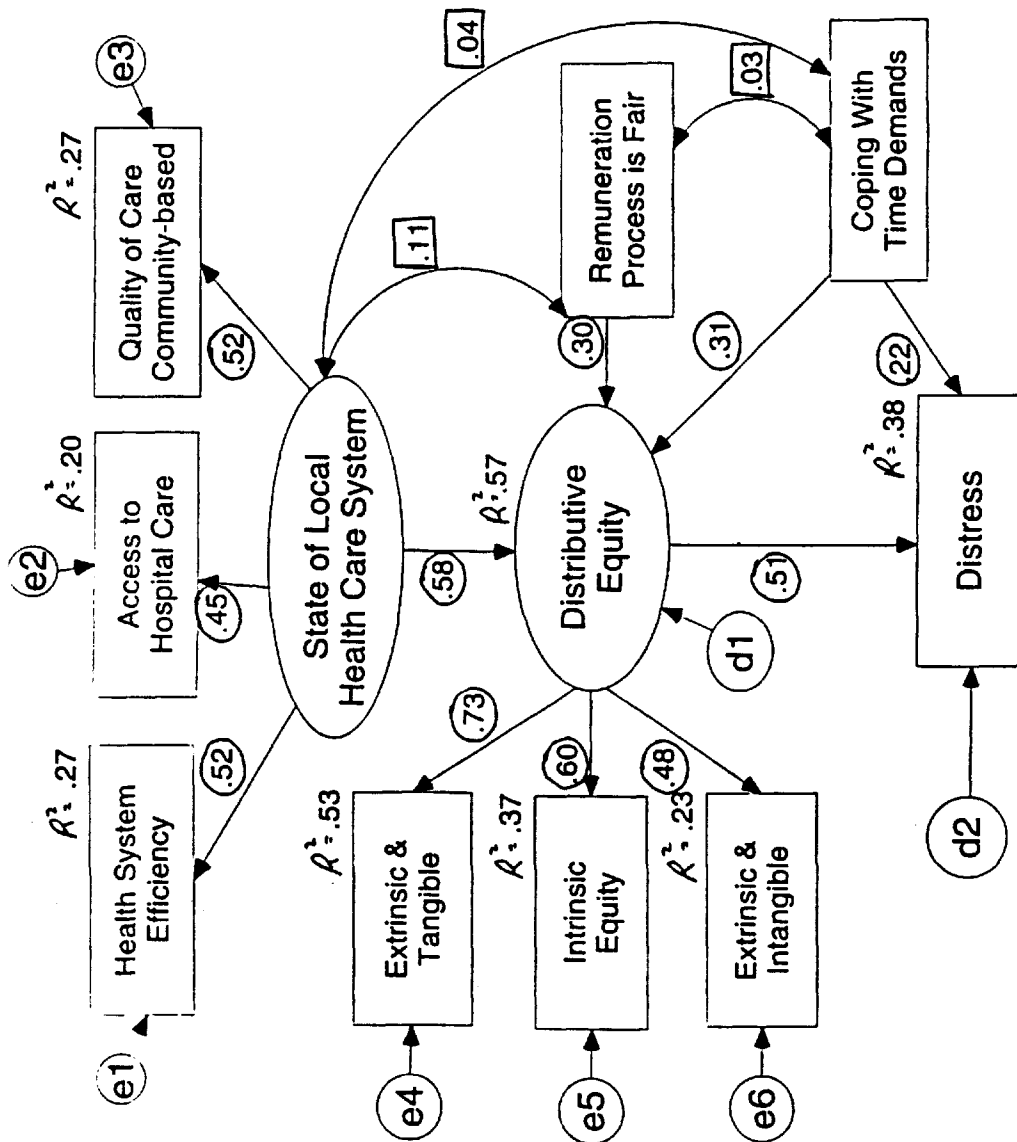 e1
Health System
Efficiency
R²=.27
e2
Access to
Hospital Care
R²=.20
e3
Quality of Care
Community-based
R²=.27
.52
.45
.52
State of Local
Health Care System
.11
.04
.58
e4
Extrinsic &
Tangible
R²=.53
e5
Intrinsic
Equity
R²=.37
e6
Extrinsic &
Intangible
R²=.23
.73
.60
.48
Distributive
Equity
R²=.57
d1
.30
Remuneration
Process is Fair
.03
.31
Coping With
Time Demands
.22
.51
Distress
R²=.38
d2